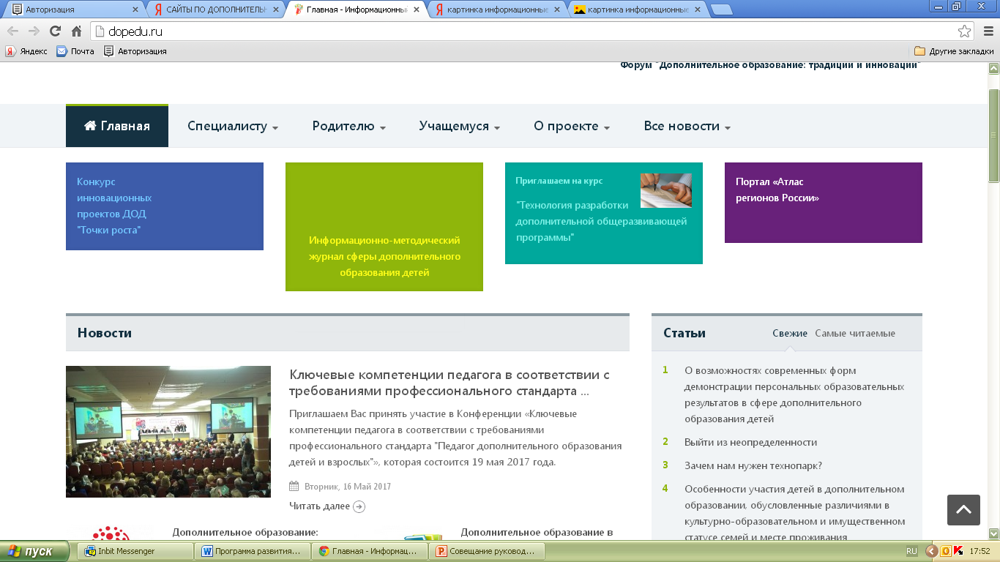 Авторизация
САЙТЫ ПО ДОПОЛНИТЕЛЬН
Главная - Информационны
картинка информационные
картинка информационные
dopedu.ru
Яндекс
Почта
Авторизация
Другие закладки
Форум "Дополнительное образование: традиции и инновации"
Главная
Специалисту
Родителю
Учащемуся
О проекте
Все новости
Конкурс
инновационных
проектов ДОД
"Точки роста"
Информационно-методический
журнал сферы дополнительного
образования детей
Приглашаем на курс
"Технология разработки
дополнительной общеразвивающей
программы"
Портал «Атлас
регионов России»
Новости
Ключевые компетенции педагога в соответствии с
требованиями профессионального стандарта ...
Приглашаем Вас принять участие в Конференции «Ключевые
компетенции педагога в соответствии с требованиями
профессионального стандарта "Педагог дополнительного образования
детей и взрослых"», которая состоится 19 мая 2017 года.
Вторник, 16 Май 2017
Читать далее
Дополнительное образование:
Дополнительное образование в
Статьи
Свежие
Самые читаемые
1 О возможностях современных форм
демонстрации персональных образовательных
результатов в сфере дополнительного
образования детей
2 Выйти из неопределенности
3 Зачем нам нужен технопарк?
4 Особенности участия детей в дополнительном
образовании, обусловленные различиями в
культурно-образовательном и имущественном
статусе семей и месте проживания
пуск
Inbit Messenger
Программа развития...
Главная - Информац...
Совещание руковод...
RU
17:52